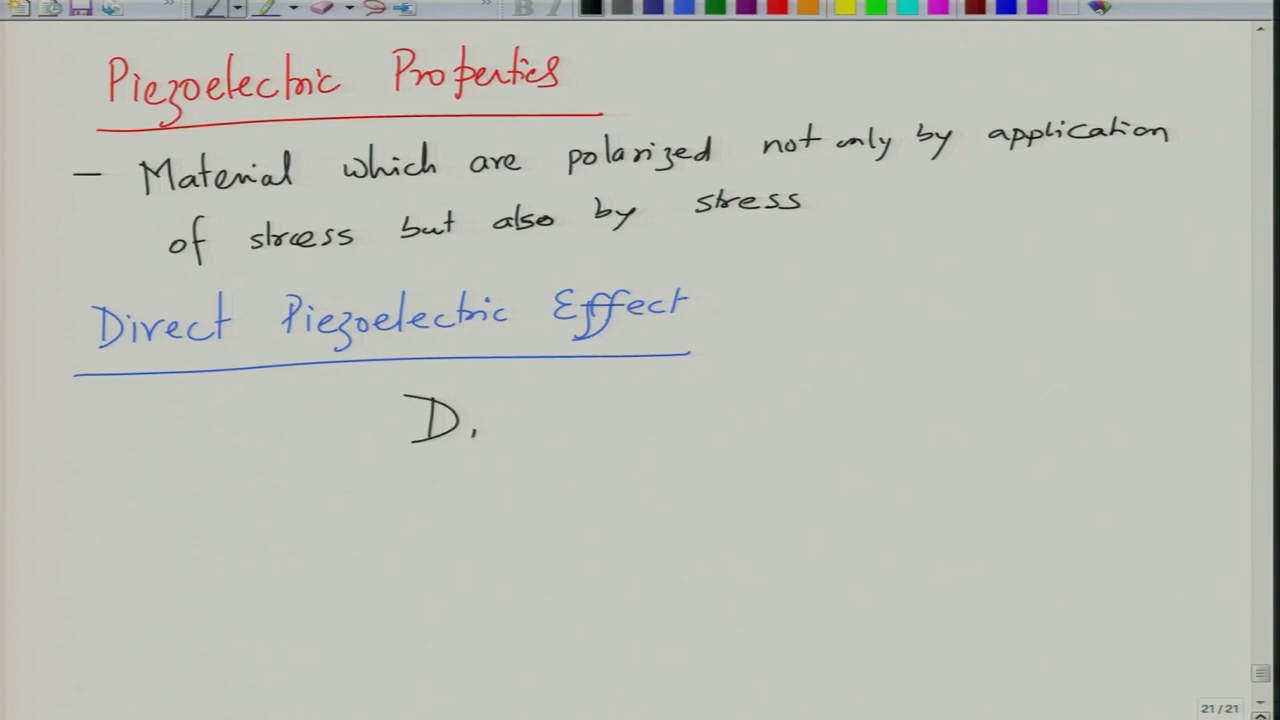 Piezoelectric Properties
— Material which are polarized not only by application
of stress but also by stress
Direct Piezoelectric Effect
D,
21/21